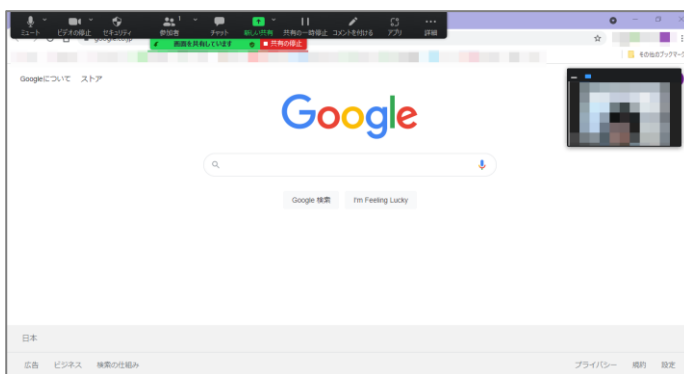 ミュート ビデオの停止 セキュリティ 参加者 1 チャット 新しい共有 共有の一時停止 コメントを付ける アプリ 詳細
画面を共有しています 共有の停止
その他のブックマーク
Googleについて ストア
Google
Google 検索 I'm Feeling Lucky
日本
広告 ビジネス 検索の仕組み プライバシー 規約 設定